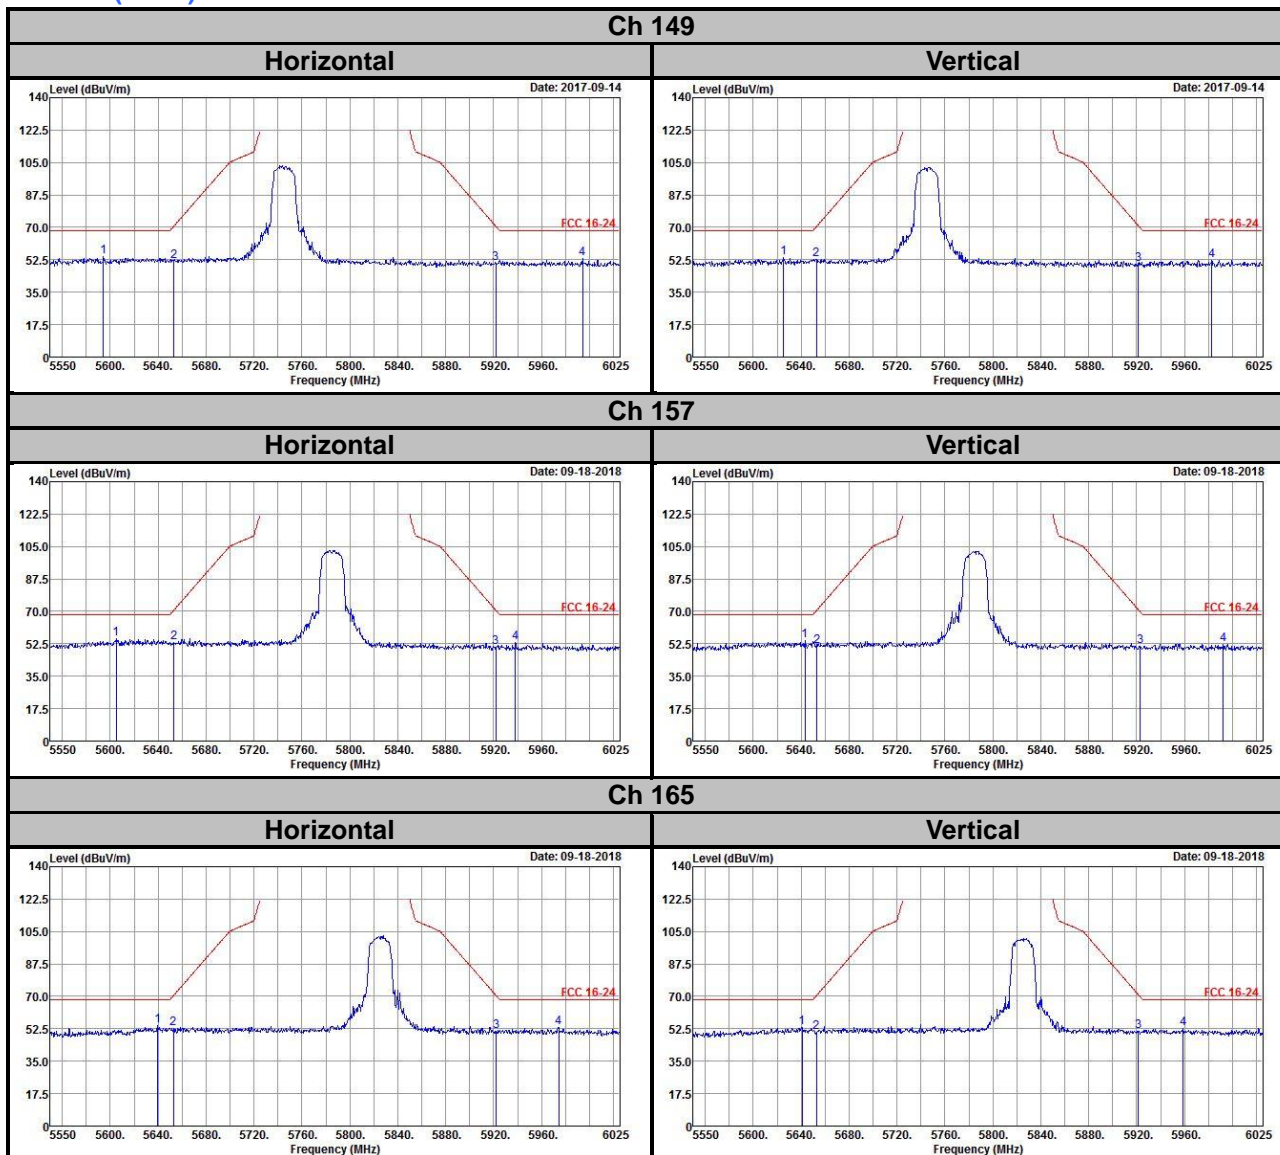 Ch 149
Horizontal Vertical
Level (dBuV/m) Date: 2017-09-14
140
122.5
105.0
87.5
70.0
52.5
35.0
17.5
0
FCC 16-24
1 2 3 4
5550 5600. 5640. 5680. 5720. 5760. 5800. 5840. 5880. 5920. 5960. 6025
Frequency (MHz)
Level (dBuV/m) Date: 2017-09-14
140
122.5
105.0
87.5
70.0
52.5
35.0
17.5
0
FCC 16-24
1 2 3 4
5550 5600. 5640. 5680. 5720. 5760. 5800. 5840. 5880. 5920. 5960. 6025
Frequency (MHz)
Ch 157
Horizontal Vertical
Level (dBuV/m) Date: 09-18-2018
140
122.5
105.0
87.5
70.0
52.5
35.0
17.5
0
FCC 16-24
1 2 3 4
5550 5600. 5640. 5680. 5720. 5760. 5800. 5840. 5880. 5920. 5960. 6025
Frequency (MHz)
Level (dBuV/m) Date: 09-18-2018
140
122.5
105.0
87.5
70.0
52.5
35.0
17.5
0
FCC 16-24
1 2 3 4
5550 5600. 5640. 5680. 5720. 5760. 5800. 5840. 5880. 5920. 5960. 6025
Frequency (MHz)
Ch 165
Horizontal Vertical
Level (dBuV/m) Date: 09-18-2018
140
122.5
105.0
87.5
70.0
52.5
35.0
17.5
0
FCC 16-24
1 2 3 4
5550 5600. 5640. 5680. 5720. 5760. 5800. 5840. 5880. 5920. 5960. 6025
Frequency (MHz)
Level (dBuV/m) Date: 09-18-2018
140
122.5
105.0
87.5
70.0
52.5
35.0
17.5
0
FCC 16-24
1 2 3 4
5550 5600. 5640. 5680. 5720. 5760. 5800. 5840. 5880. 5920. 5960. 6025
Frequency (MHz)